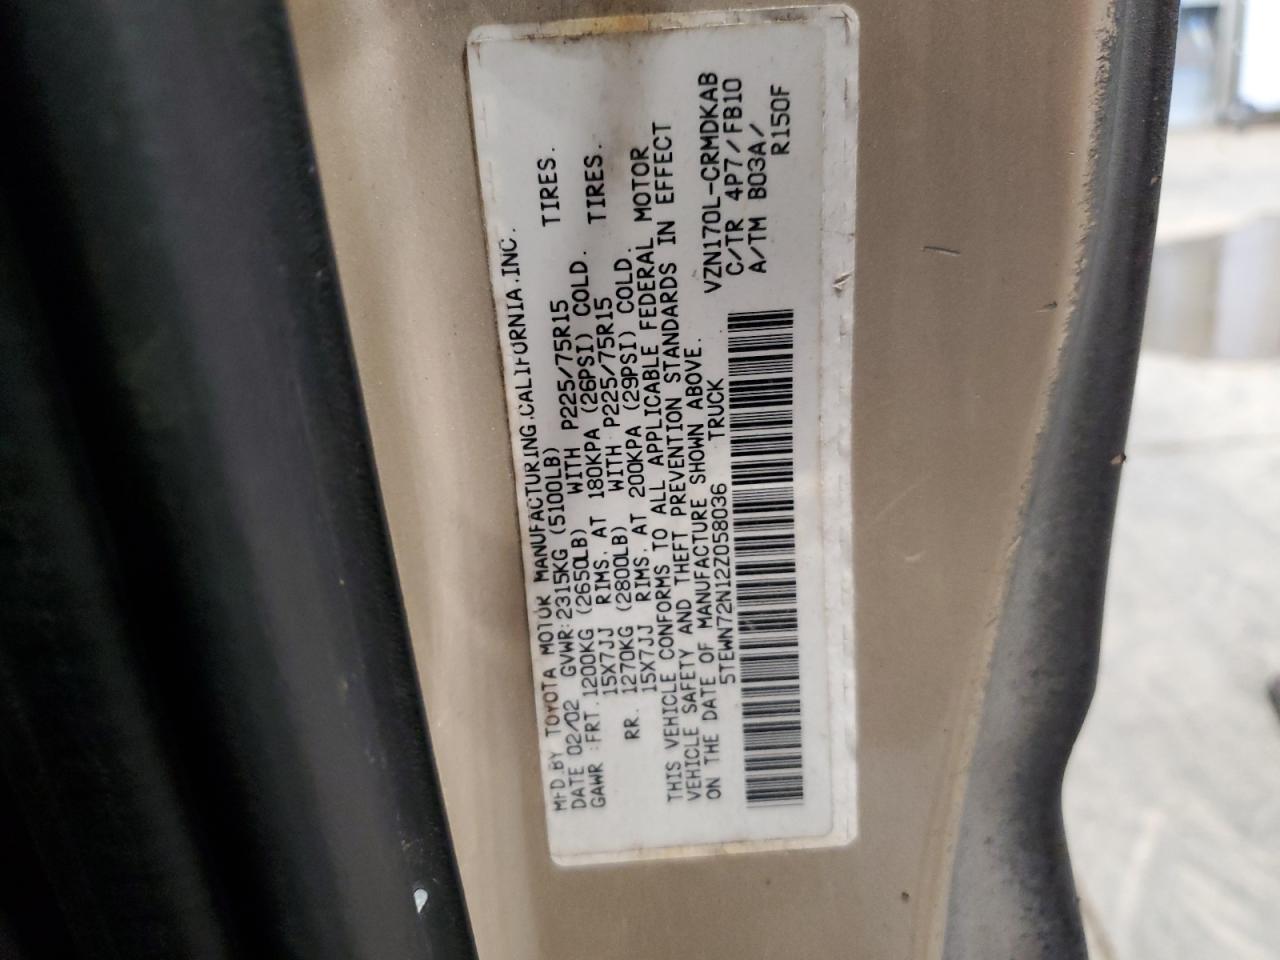 MFD.BY TOYOTA MOTOR MANUFACTURING.CALIFORNIA.INC.
DATE 02/02 GVWR:2315KG (5100LB)
GAWR :FRT.1200KG (2650LB) WITH P225/75R15 TIRES.
15X7JJ RIMS.AT 180KPA (26PSI) COLD.
RR. 1270KG (2800LB) WITH P225/75R15 TIRES.
15X7JJ RIMS.AT 200KPA (29PSI) COLD.
THIS VEHICLE CONFORMS TO ALL APPLICABLE FEDERAL MOTOR
VEHICLE SAFETY AND THEFT PREVENTION STANDARDS IN EFFECT
ON THE DATE OF MANUFACTURE SHOWN ABOVE.
5TEWN72N12Z058036 TRUCK
VZN170L-CRMDKAB
C/TR 4P7/FB10
A/TM B03A/
R150F